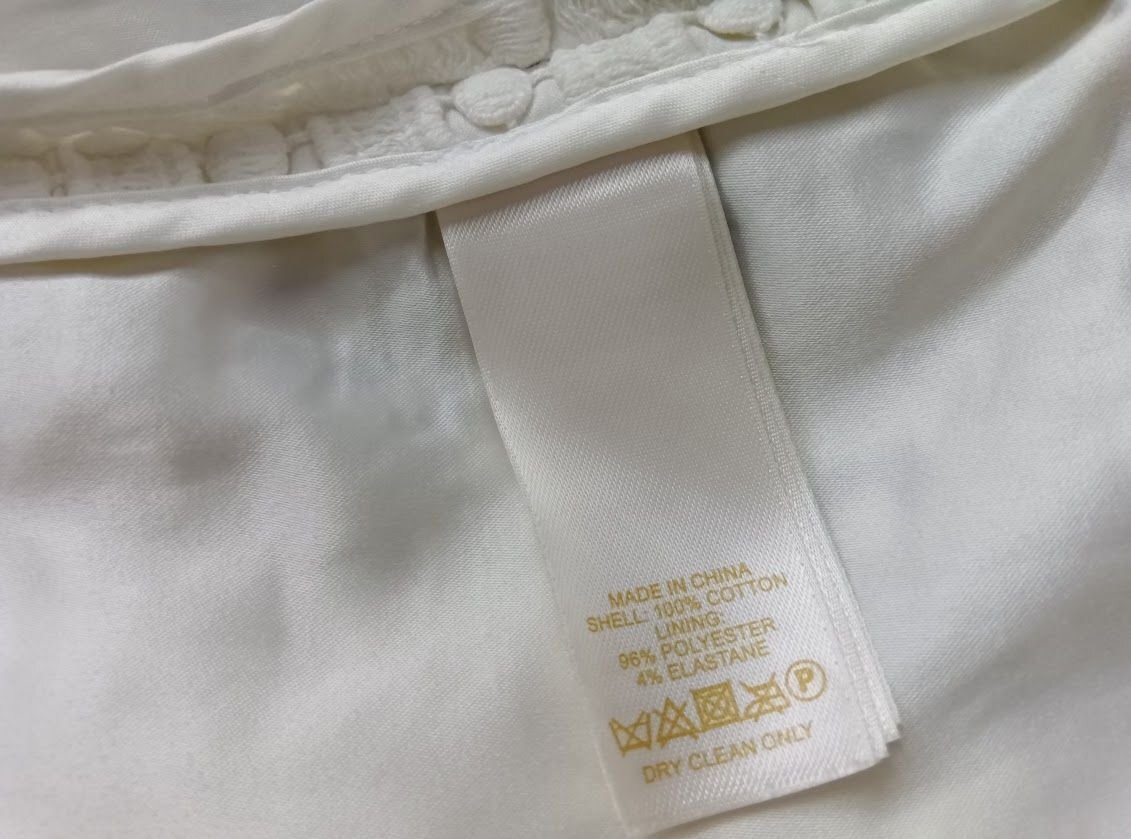 MADE IN CHINA
SHELL: 100% COTTON
LINING:
96% POLYESTER
4% ELASTANE
P
DRY CLEAN ONLY